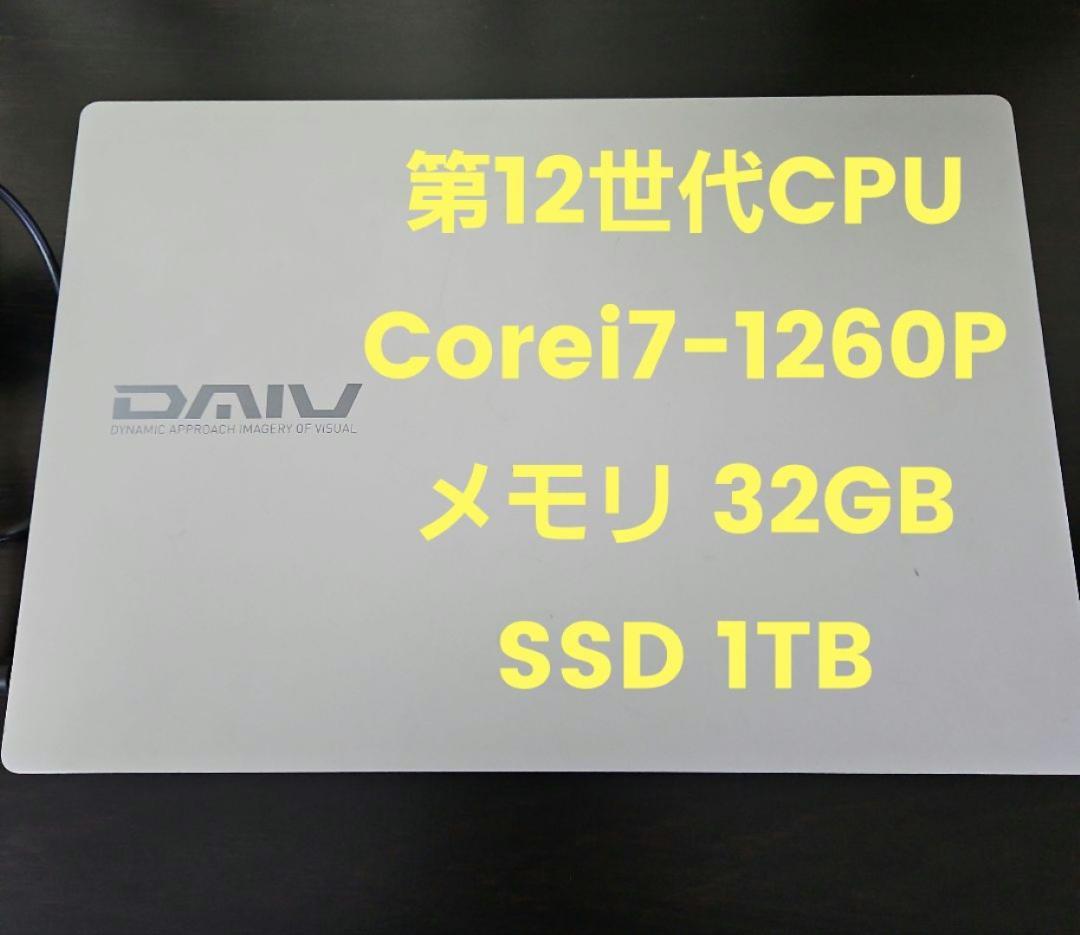 第12世代CPU
Corei7-1260P
DAIV
DYNAMIC APPROACH IMAGERY OF VISUAL
メモリ 32GB
SSD 1TB